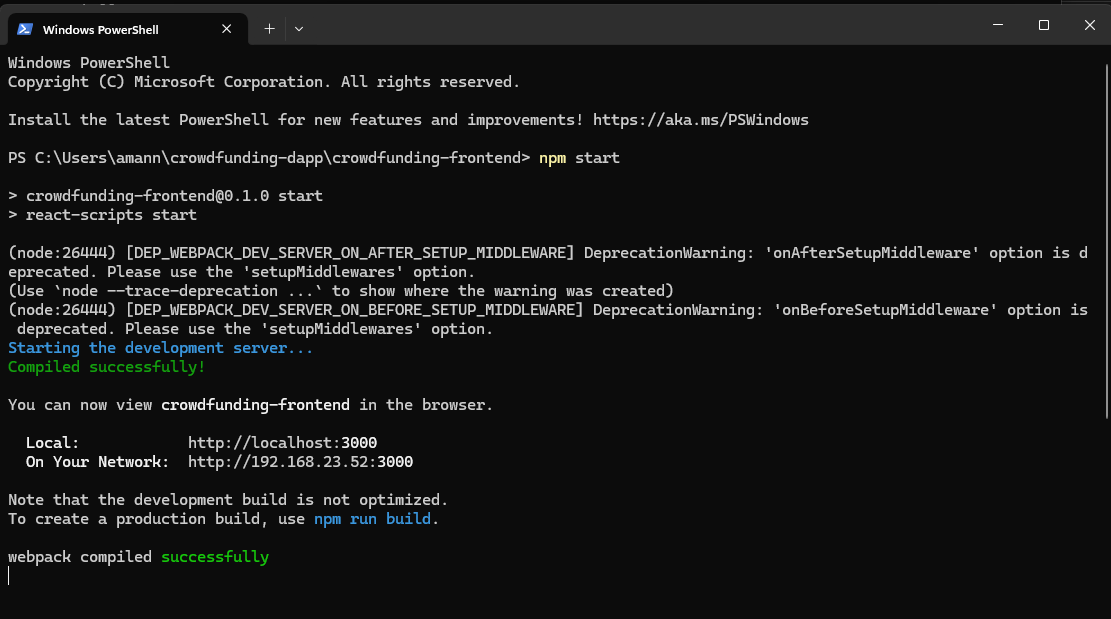 Windows PowerShell
Windows PowerShell
Copyright (C) Microsoft Corporation. All rights reserved.
Install the latest PowerShell for new features and improvements! https://aka.ms/PSWindows
PS C:\Users\amann\crowdfunding-dapp\crowdfunding-frontend> npm start
> crowdfunding-frontend@0.1.0 start
> react-scripts start
(node:26444) [DEP_WEBPACK_DEV_SERVER_ON_AFTER_SETUP_MIDDLEWARE] DeprecationWarning: 'onAfterSetupMiddleware' option is d
eprecated. Please use the 'setupMiddlewares' option.
(Use `node --trace-deprecation ...` to show where the warning was created)
(node:26444) [DEP_WEBPACK_DEV_SERVER_ON_BEFORE_SETUP_MIDDLEWARE] DeprecationWarning: 'onBeforeSetupMiddleware' option is
 deprecated. Please use the 'setupMiddlewares' option.
Starting the development server...
Compiled successfully!
You can now view crowdfunding-frontend in the browser.
  Local:            http://localhost:3000
  On Your Network:  http://192.168.23.52:3000
Note that the development build is not optimized.
To create a production build, use npm run build.
webpack compiled successfully